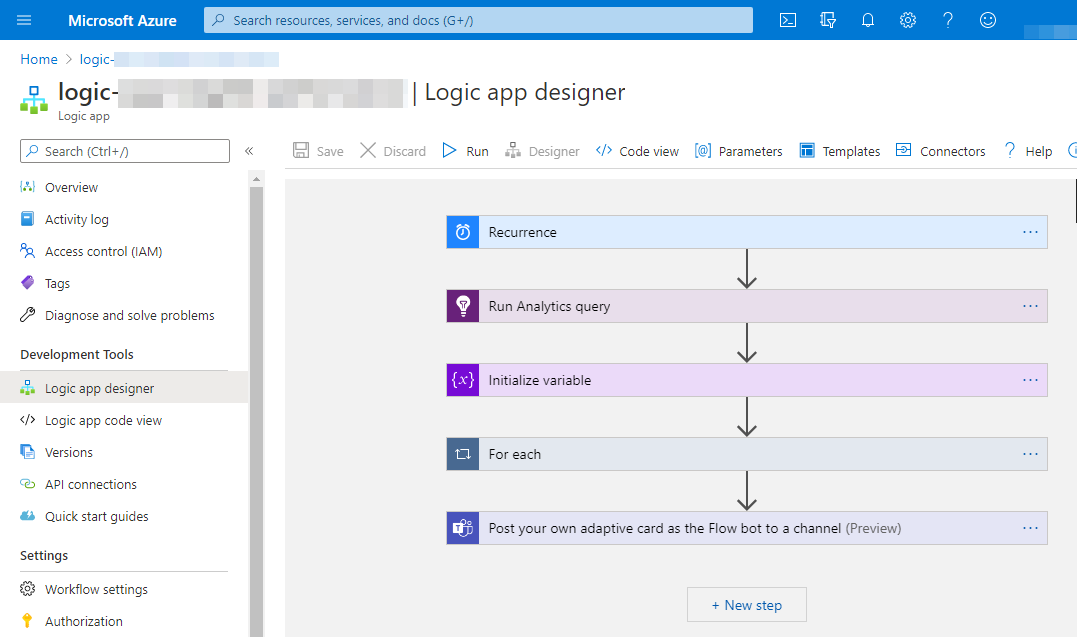 Microsoft Azure
Search resources, services, and docs (G+/)
Home > logic-
logic- | Logic app designer
Logic app
Search (Ctrl+/)
«
Save
Discard
Run
Designer
</> Code view
[@] Parameters
Templates
Connectors
? Help
Overview
Activity log
Access control (IAM)
Tags
Diagnose and solve problems
Development Tools
Logic app designer
</> Logic app code view
Versions
API connections
Quick start guides
Settings
Workflow settings
Authorization
Recurrence
Run Analytics query
{x} Initialize variable
For each
Post your own adaptive card as the Flow bot to a channel (Preview)
+ New step